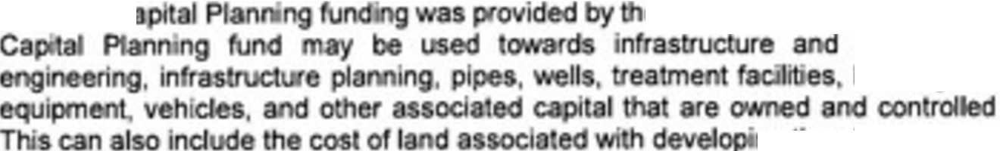 apital Planning funding was provided by th
Capital Planning fund may be used towards infrastructure and
engineering, infrastructure planning, pipes, wells, treatment facilities,
equipment, vehicles, and other associated capital that are owned and controlled
This can also include the cost of land associated with developi